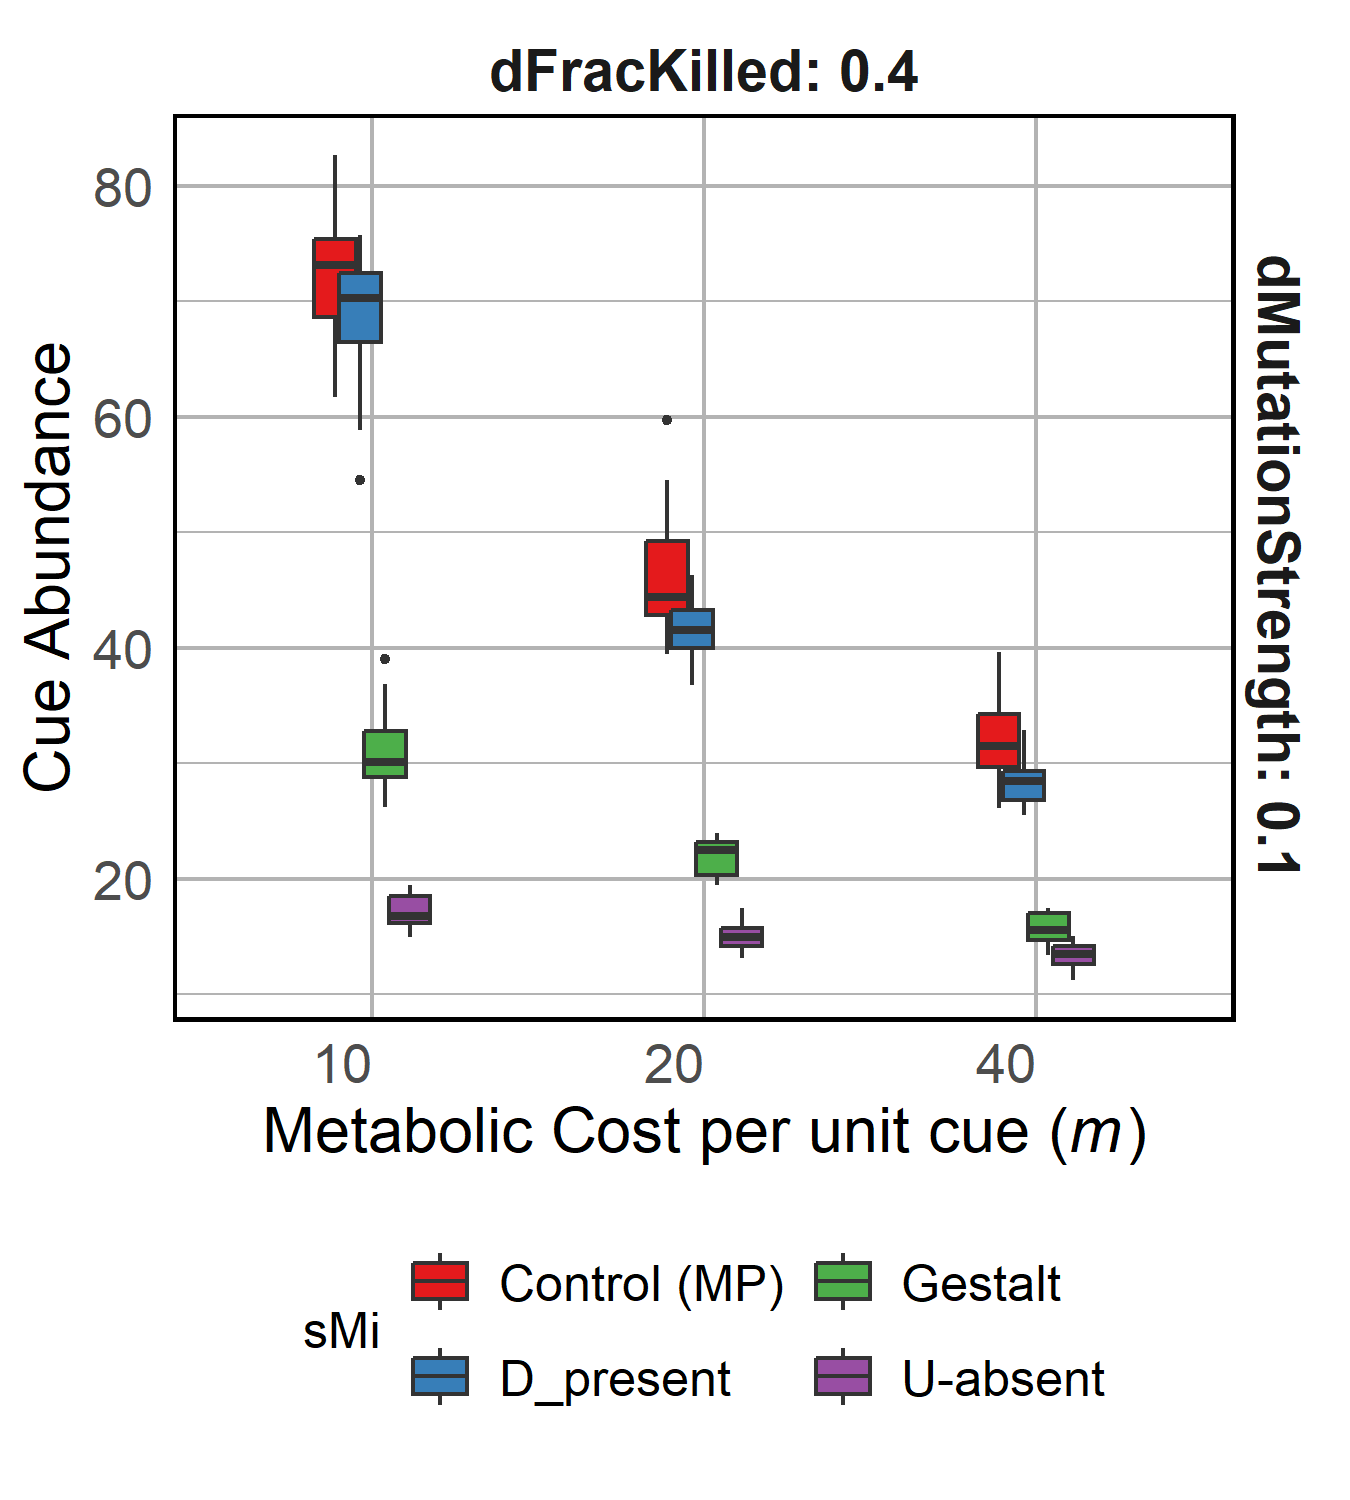 dFracKilled: 0.4
80
60
40
20
Cue Abundance
dMutationStrength: 0.1
10
20
40
Metabolic Cost per unit cue (m)
sMi
Control (MP)
Gestalt
D_present
U-absent